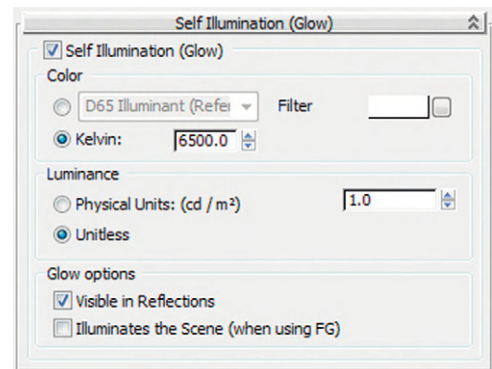 Self Illumination (Glow)
Self Illumination (Glow)
Color
D65 Illuminant (Refer
Filter
Kelvin: 6500.0
Luminance
Physical Units: (cd / m²) 1.0
Unitless
Glow options
Visible in Reflections
Illuminates the Scene (when using FG)